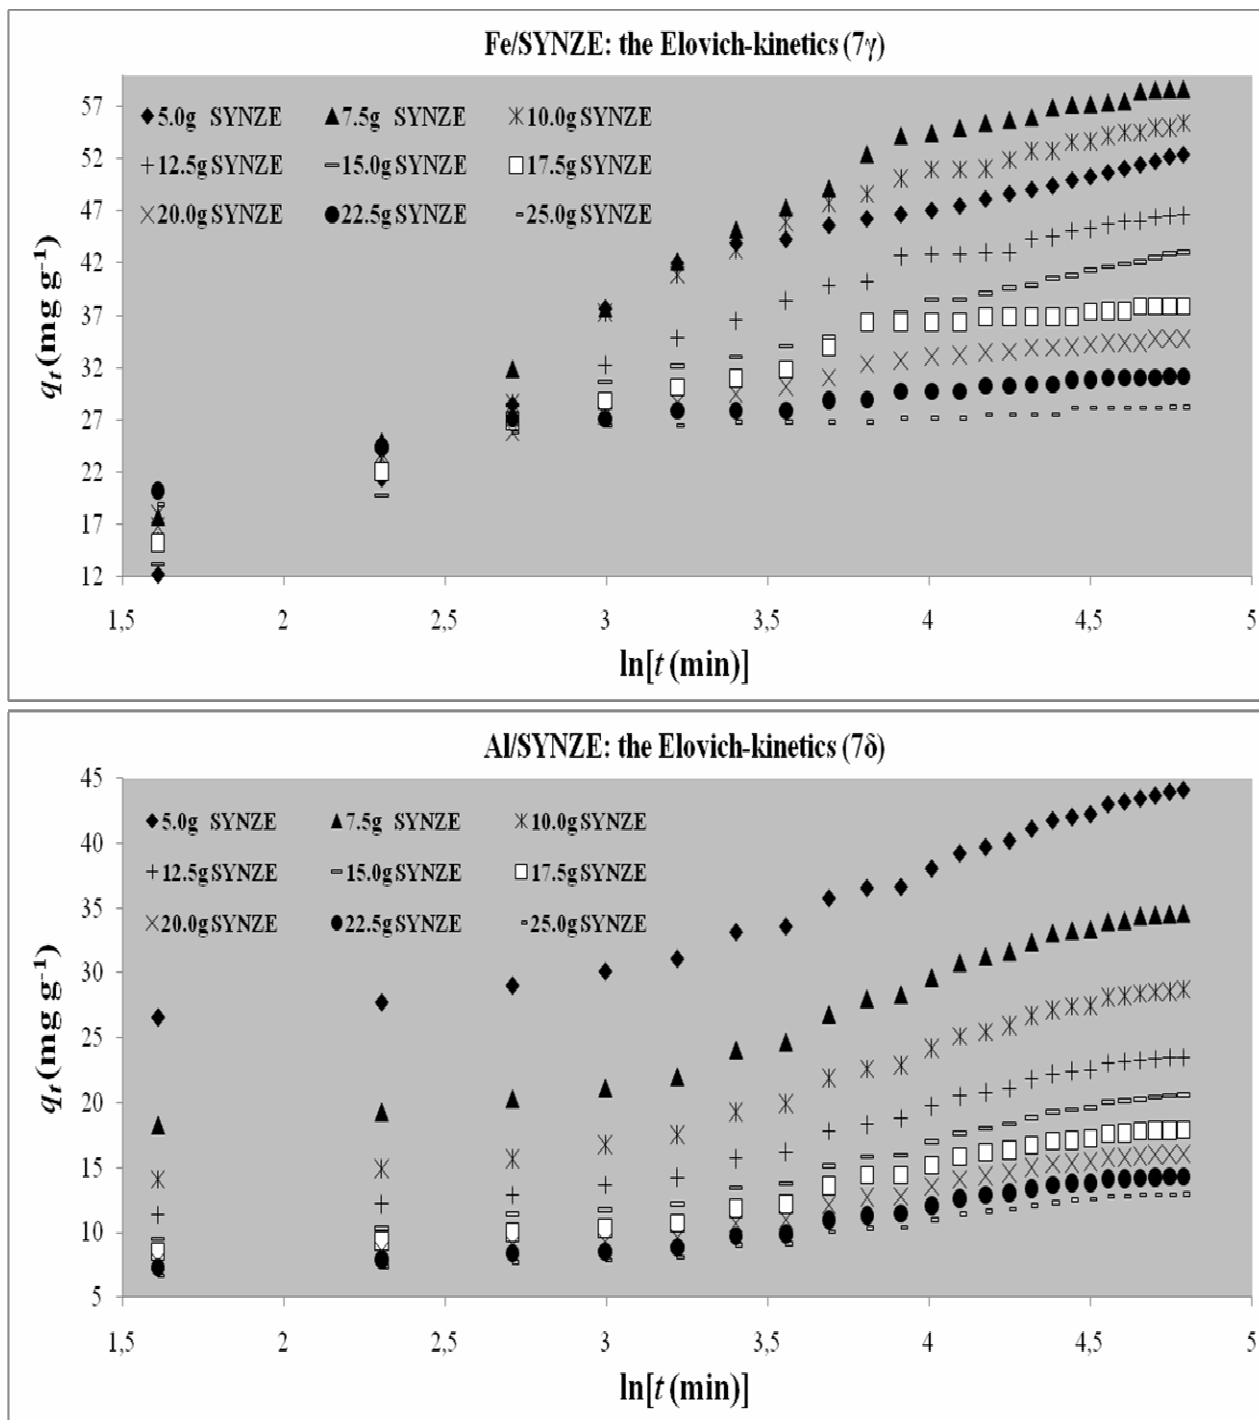 Fe/SYNZE: the Elovich-kinetics (7γ)
57
52
47
42
37
32
27
22
17
12
5.0g SYNZE 7.5g SYNZE 10.0g SYNZE
12.5g SYNZE 15.0g SYNZE 17.5g SYNZE
20.0g SYNZE 22.5g SYNZE 25.0g SYNZE
qt (mg g-1)
1,5 2 2,5 3 3,5 4 4,5 5
ln[t (min)]
Al/SYNZE: the Elovich-kinetics (7δ)
45
40
35
30
25
20
15
10
5
5.0g SYNZE 7.5g SYNZE 10.0g SYNZE
12.5g SYNZE 15.0g SYNZE 17.5g SYNZE
20.0g SYNZE 22.5g SYNZE 25.0g SYNZE
qt (mg g-1)
1,5 2 2,5 3 3,5 4 4,5 5
ln[t (min)]